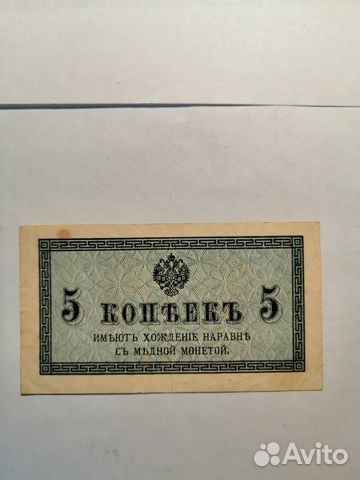 5 КОПѢЕКЪ 5
ИМѢЮТЪ ХОЖДЕНІЕ НАРАВНѢ
СЪ МѢДНОЙ МОНЕТОЙ.
Avito